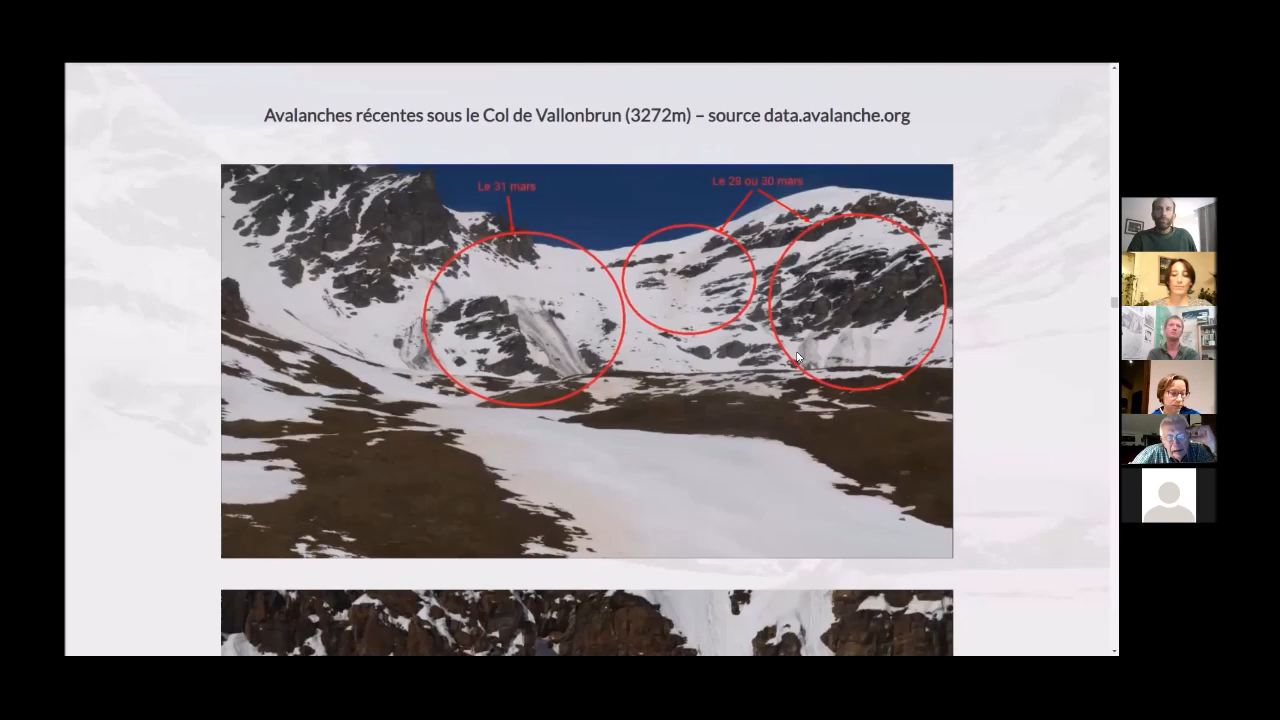 Avalanches récentes sous le Col de Vallonbrun (3272m) – source data.avalanche.org
Le 31 mars
Le 29 ou 30 mars